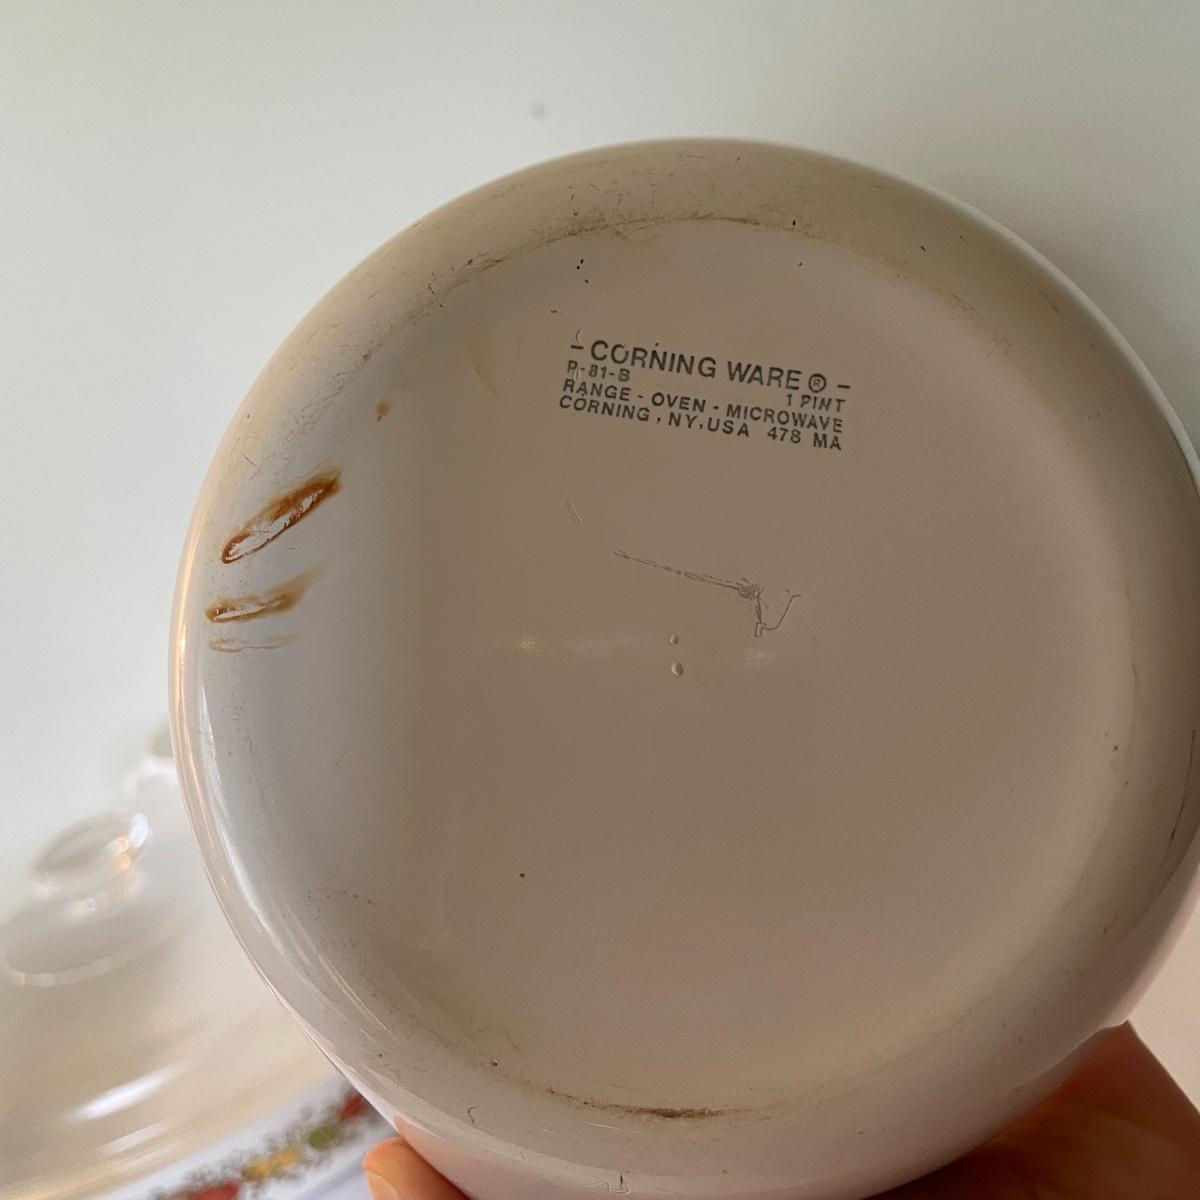 - CORNING WARE ® -
P-81-B 1 PINT
RANGE - OVEN - MICROWAVE
CORNING, NY, USA 478 MA